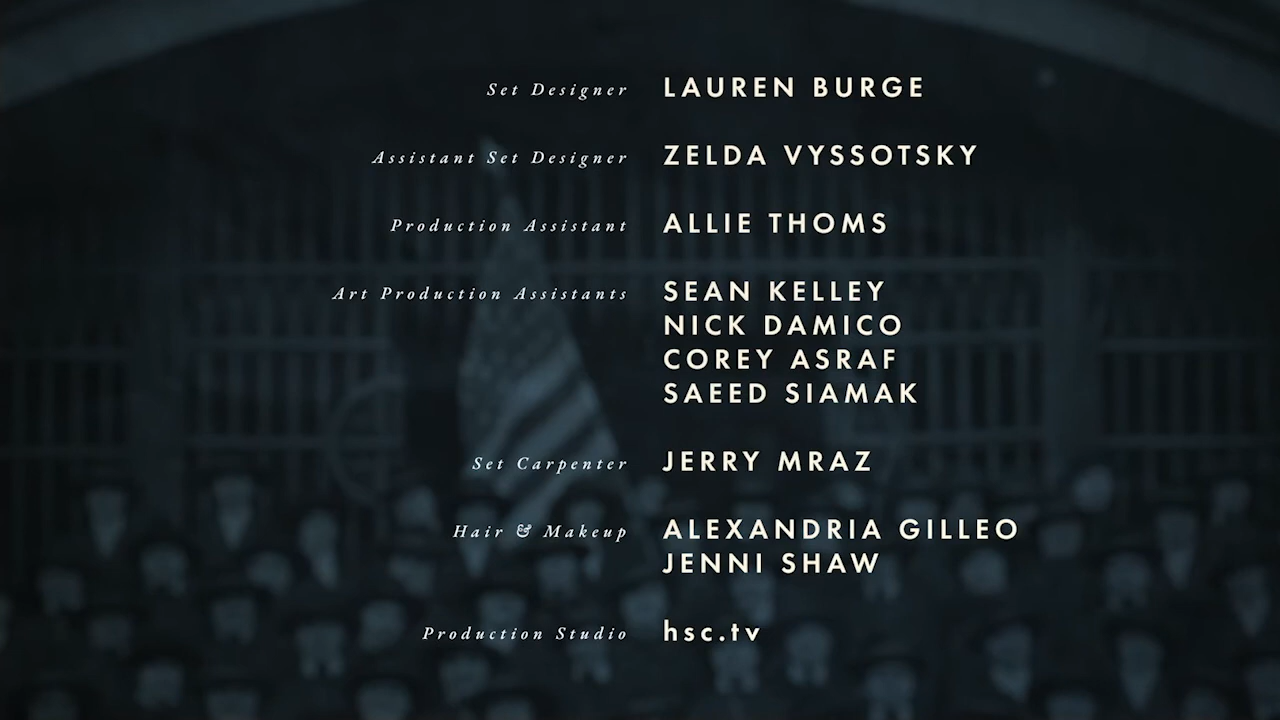 Set Designer LAUREN BURGE
Assistant Set Designer ZELDA VYSSOTSKY
Production Assistant ALLIE THOMS
Art Production Assistants SEAN KELLEY
NICK DAMICO
COREY ASRAF
SAEED SIAMAK
Set Carpenter JERRY MRAZ
Hair & Makeup ALEXANDRIA GILLEO
JENNI SHAW
Production Studio hsc.tv